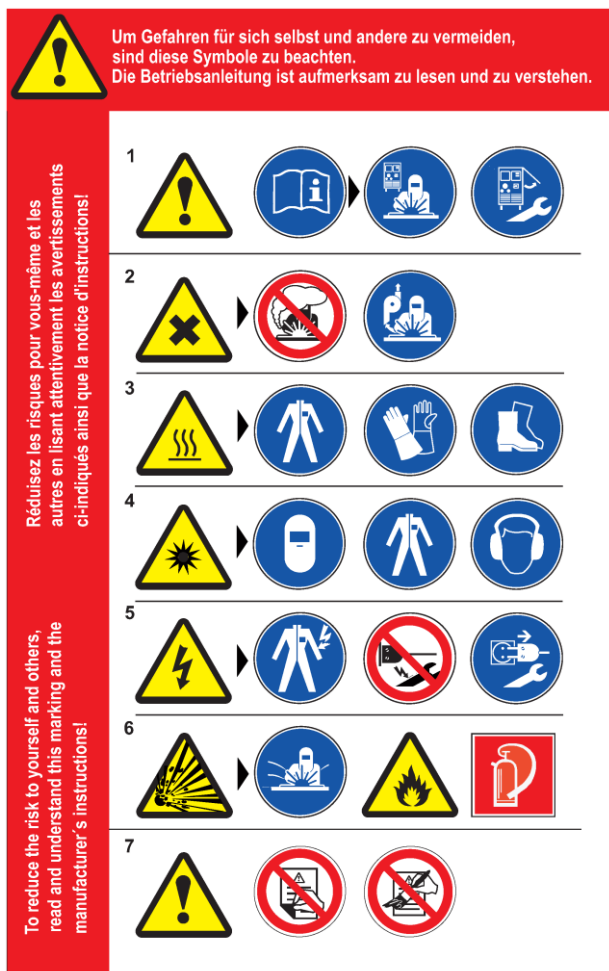 Um Gefahren für sich selbst und andere zu vermeiden,
sind diese Symbole zu beachten.
Die Betriebsanleitung ist aufmerksam zu lesen und zu verstehen.
Réduisez les risques pour vous-même et les
autres en lisant attentivement les avertissements
ci-indiqués ainsi que la notice d'instructions!
To reduce the risk to yourself and others,
read and understand this marking and the
manufacturer´s instructions!
1
2
3
4
5
6
7